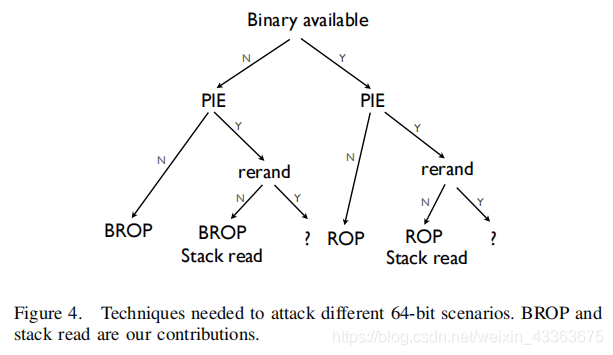 Binary available
N Y
PIE PIE
Y Y
N N
rerand rerand
N Y N Y
BROP BROP ? ROP ROP ?
Stack read Stack read
Figure 4. Techniques needed to attack different 64-bit scenarios. BROP and
stack read are our contributions.
https://blog.csdn.net/weixin_43363675